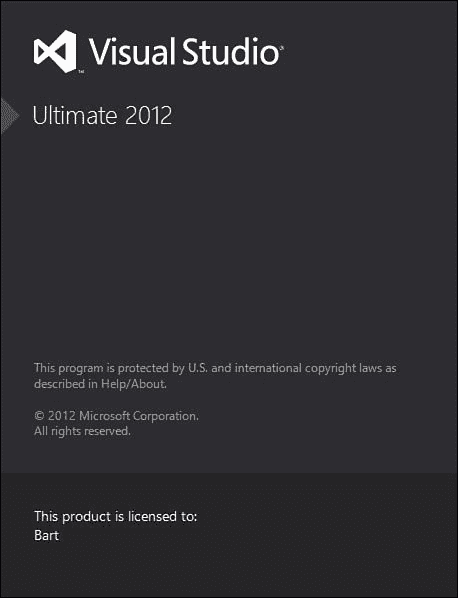 Visual Studio
Ultimate 2012
This program is protected by U.S. and international copyright laws as
described in Help/About.
© 2012 Microsoft Corporation.
All rights reserved.
This product is licensed to:
Bart